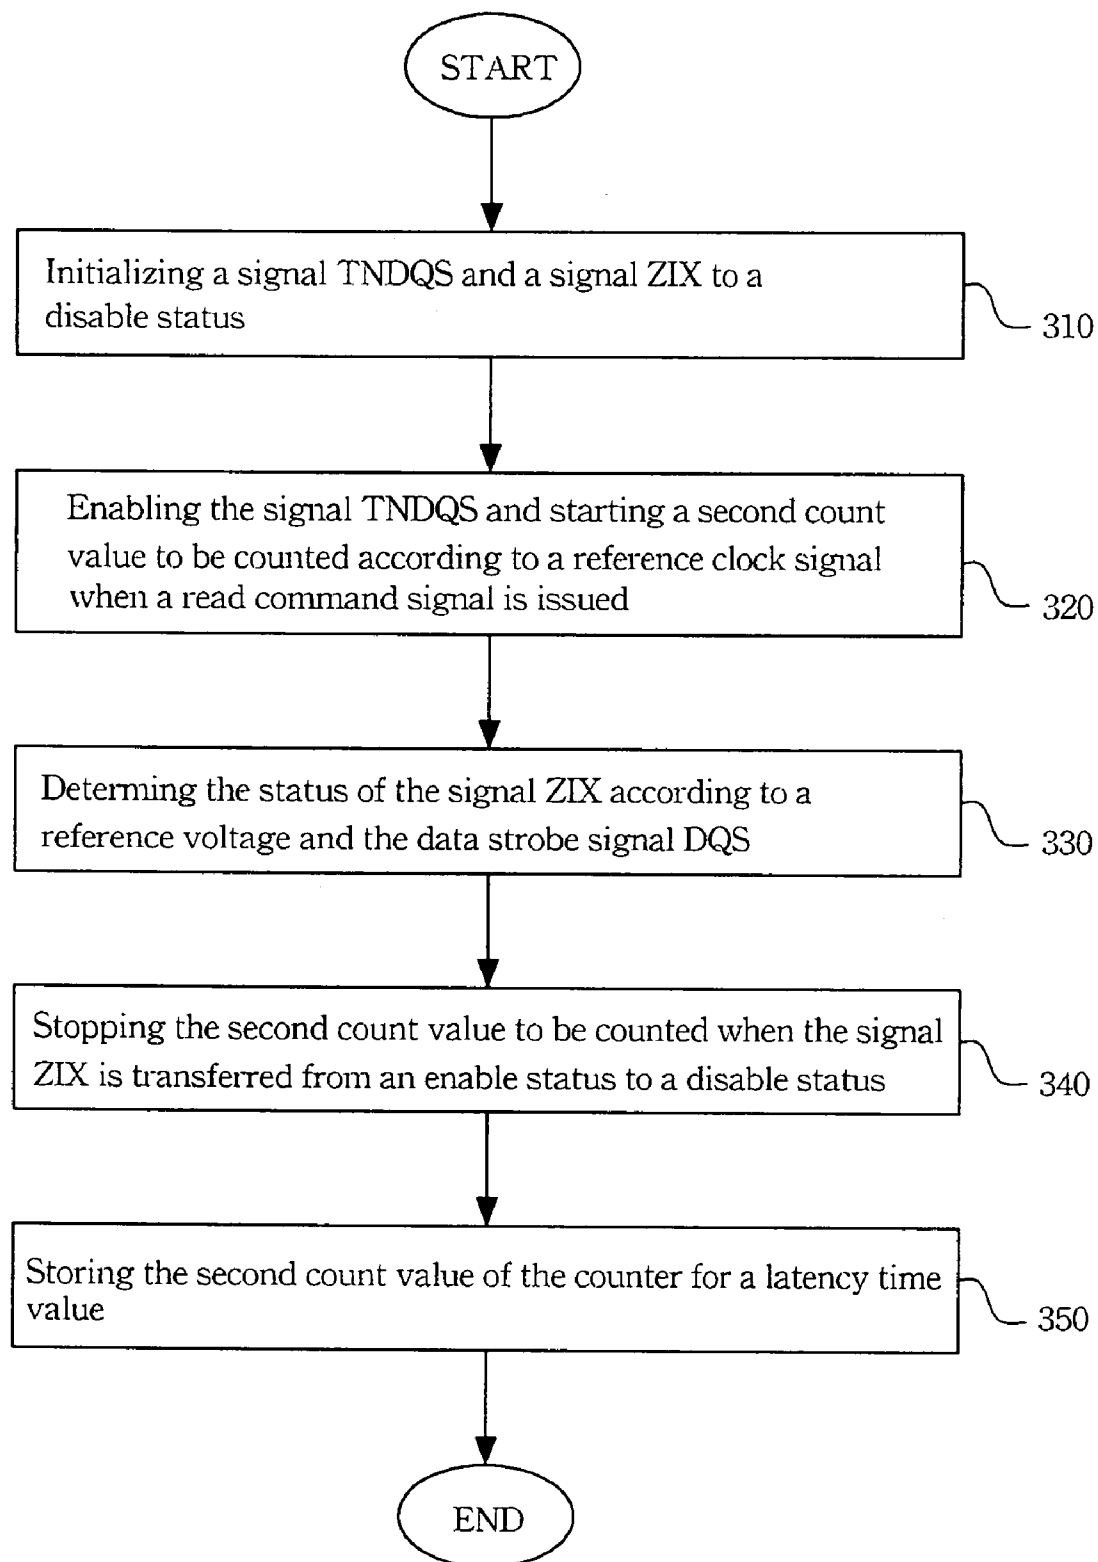 START
Initializing a signal TNDQS and a signal ZIX to a
disable status
310
Enabling the signal TNDQS and starting a second count
value to be counted according to a reference clock signal
when a read command signal is issued
320
Determing the status of the signal ZIX according to a
reference voltage and the data strobe signal DQS
330
Stopping the second count value to be counted when the signal
ZIX is transferred from an enable status to a disable status
340
Storing the second count value of the counter for a latency time
value
350
END